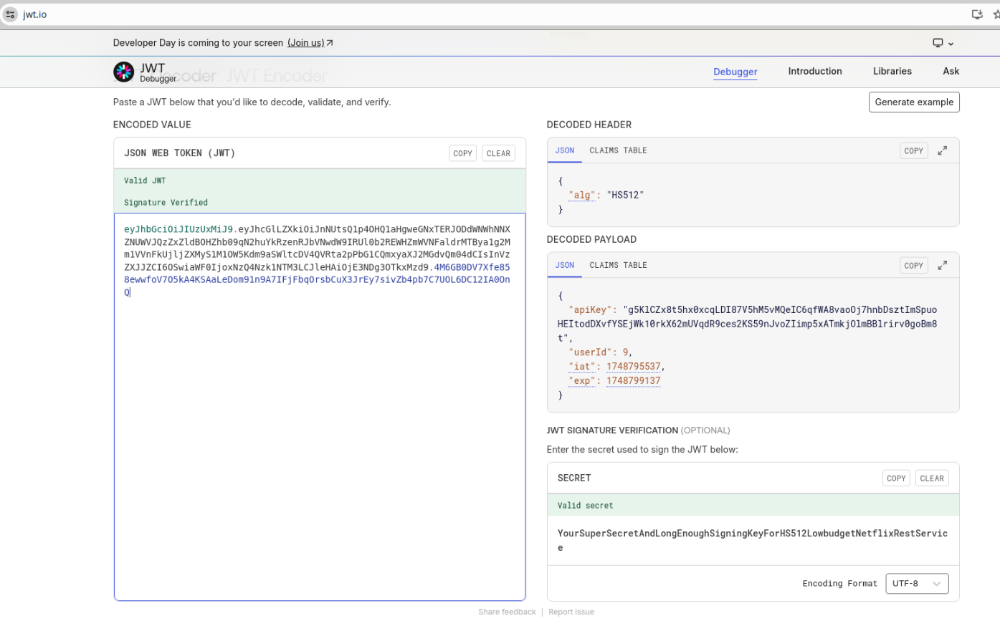 jwt.io
Developer Day is coming to your screen (Join us)
JWT
Debugger
JWT Decoder JWT Encoder
Debugger
Introduction
Libraries
Ask
Paste a JWT below that you'd like to decode, validate, and verify.
Generate example
ENCODED VALUE
JSON WEB TOKEN (JWT)
COPY
CLEAR
Valid JWT
Signature Verified
eyJhbGciOiJIUzUxMiJ9.eyJhcGlLZXkiOiJnNUtsQ1p4OHQ1aHgweGNxTERJODdWNWhNNX
ZNUWVJQzZxZldBOHZhb09qN2huYkRzenRJbVNwdW9IRUl0b2REWHZmWVNFaldrMTBya1g2M
m1VVnFkUjljZXMyS1M1OW5Kdm9aSWltcDV4QVRta2pPbG1CQmxyaXJ2MGdvQm04dCIsInVz
ZXJJZCI6OSwiaWF0IjoxNzQ4Nzk1NTM3LCJleHAiOjE3NDg3OTkxMzd9.4M6GB0DV7Xfe85
8ewwfoV7O5kA4KSAaLeDom91n9A7IFjFbqOrsbCuX3JrEy7sivZb4pb7C7UOL6DC12IA0On
Q
DECODED HEADER
JSON
CLAIMS TABLE
COPY
{
"alg": "HS512"
}
DECODED PAYLOAD
JSON
CLAIMS TABLE
COPY
{
"apiKey": "g5KlCZx8t5hx0xcqLDI87V5hM5vMQeIC6qfWA8vaoOj7hnbDsztImSpuo
HEItodDXvfYSEjWk10rkX62mUVqdR9ces2KS59nJvoZIimp5xATmkjOlmBBlrirv0goBm8
t",
"userId": 9,
"iat": 1748795537,
"exp": 1748799137
}
JWT SIGNATURE VERIFICATION (OPTIONAL)
Enter the secret used to sign the JWT below:
SECRET
COPY
CLEAR
Valid secret
YourSuperSecretAndLongEnoughSigningKeyForHS512LowbudgetNetflixRestServic
e
Encoding Format
UTF-8
Share feedback
Report issue